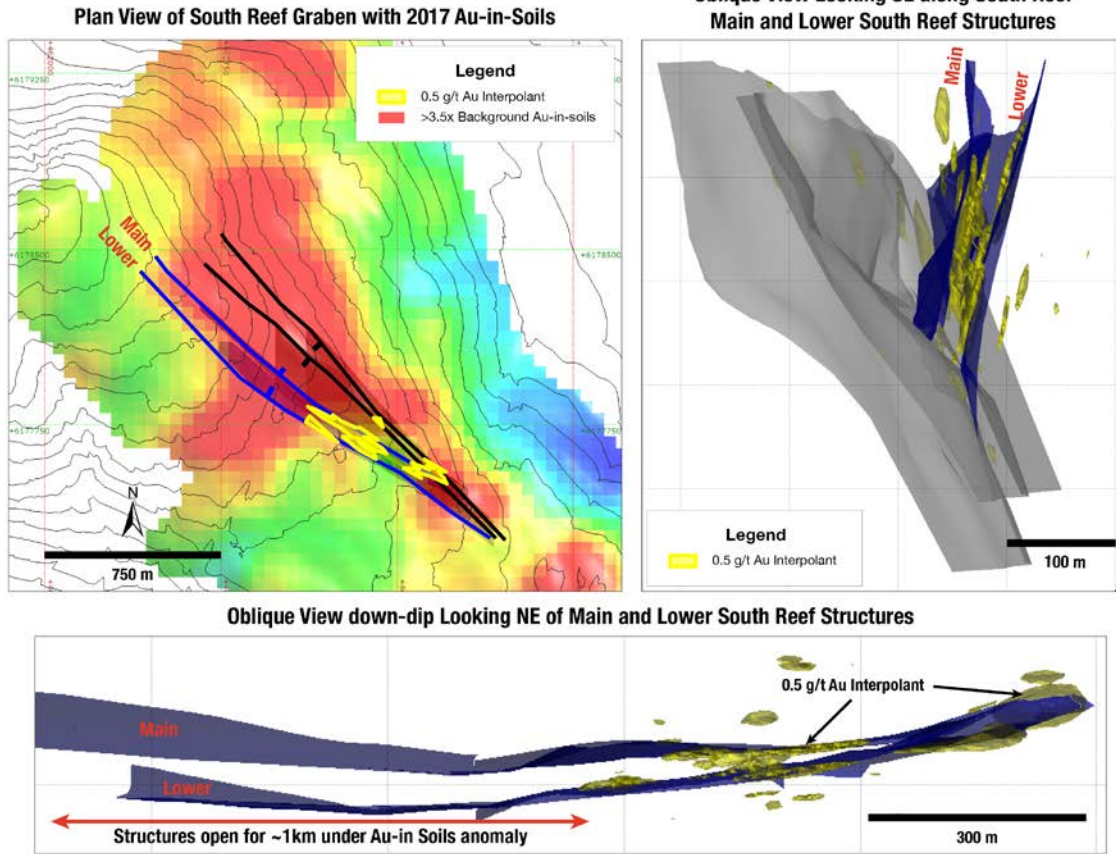 Plan View of South Reef Graben with 2017 Au-in-Soils
Legend
0.5 g/t Au Interpolant
>3.5x Background Au-in-soils
+6179250
+6178500
+6177750
Main
Lower
N
750 m
Main and Lower South Reef Structures
Main
Lower
Legend
0.5 g/t Au Interpolant
100 m
Oblique View down-dip Looking NE of Main and Lower South Reef Structures
0.5 g/t Au Interpolant
Main
Lower
Structures open for ~1km under Au-in Soils anomaly
300 m